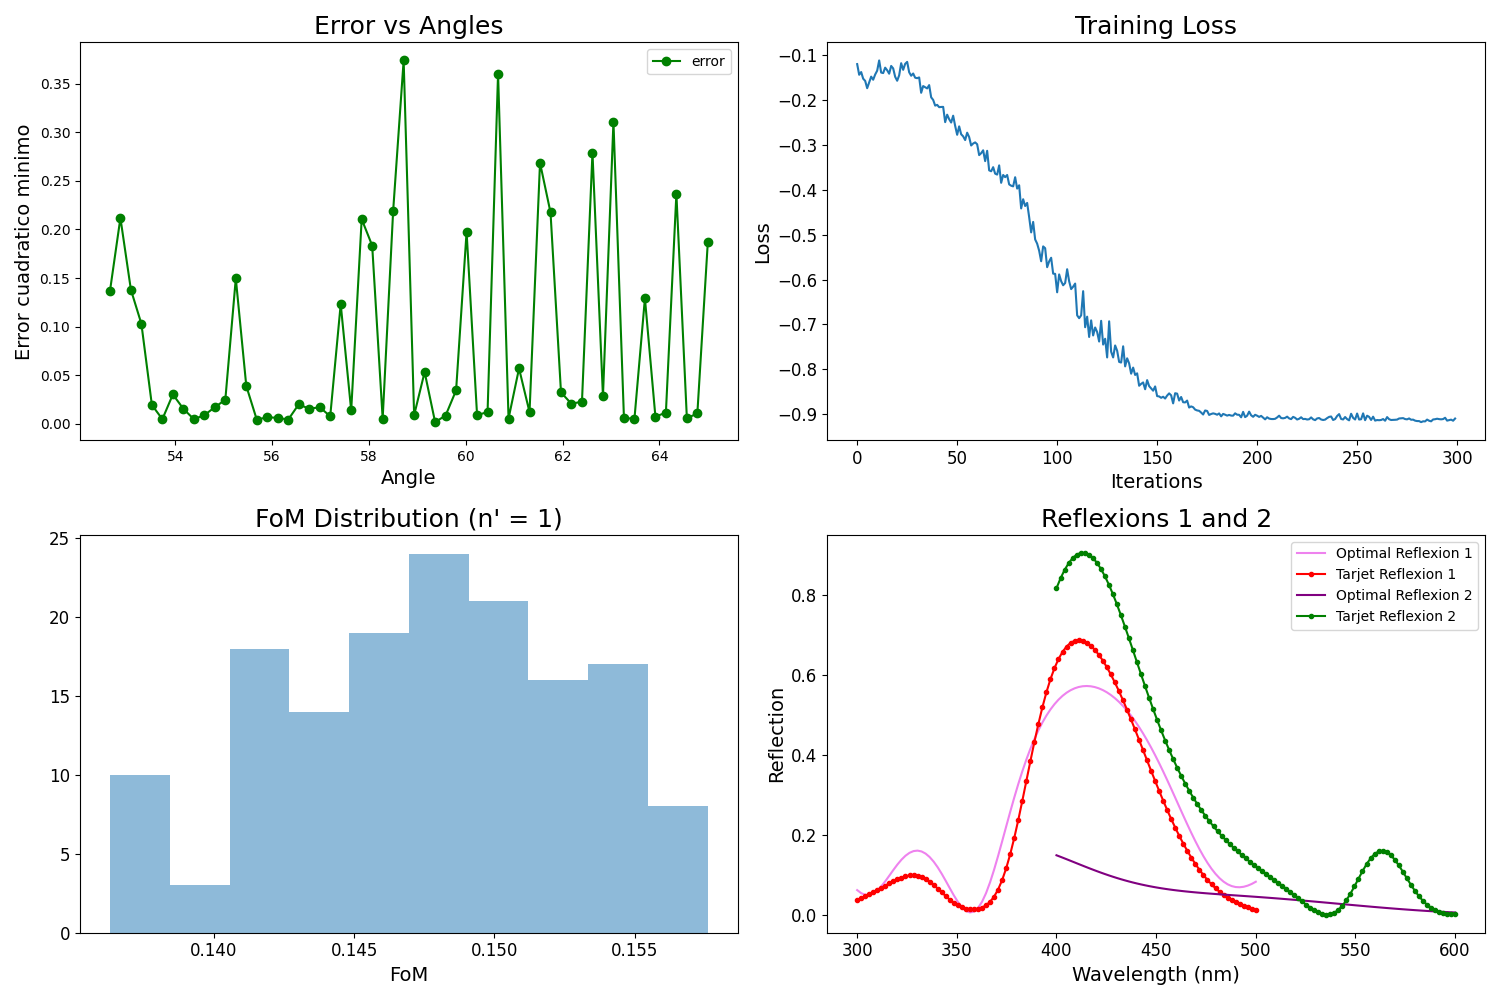 Error vs Angles
error
Error cuadratico minimo
0.35
0.30
0.25
0.20
0.15
0.10
0.05
0.00
54 56 58 60 62 64
Angle
Training Loss
Loss
−0.1
−0.2
−0.3
−0.4
−0.5
−0.6
−0.7
−0.8
−0.9
0 50 100 150 200 250 300
Iterations
FoM Distribution (n' = 1)
25
20
15
10
5
0
0.140 0.145 0.150 0.155
FoM
Reflexions 1 and 2
Optimal Reflexion 1
Tarjet Reflexion 1
Optimal Reflexion 2
Tarjet Reflexion 2
Reflection
0.8
0.6
0.4
0.2
0.0
300 350 400 450 500 550 600
Wavelength (nm)